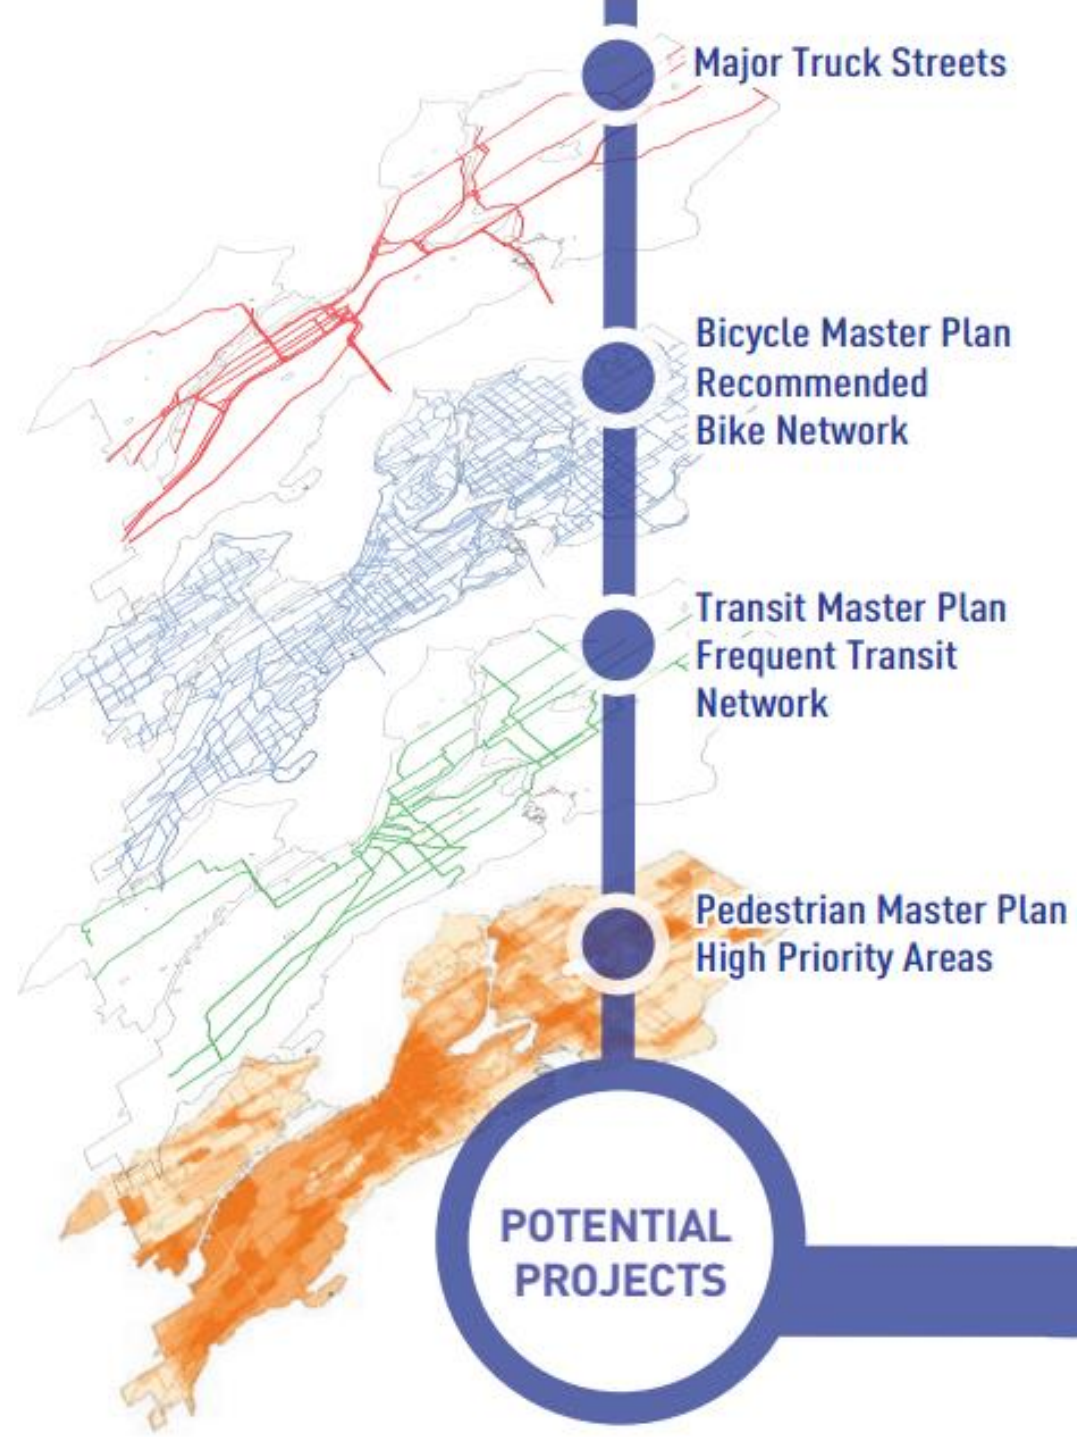 Major Truck Streets
Bicycle Master Plan
Recommended
Bike Network
Transit Master Plan
Frequent Transit
Network
Pedestrian Master Plan
High Priority Areas
POTENTIAL
PROJECTS